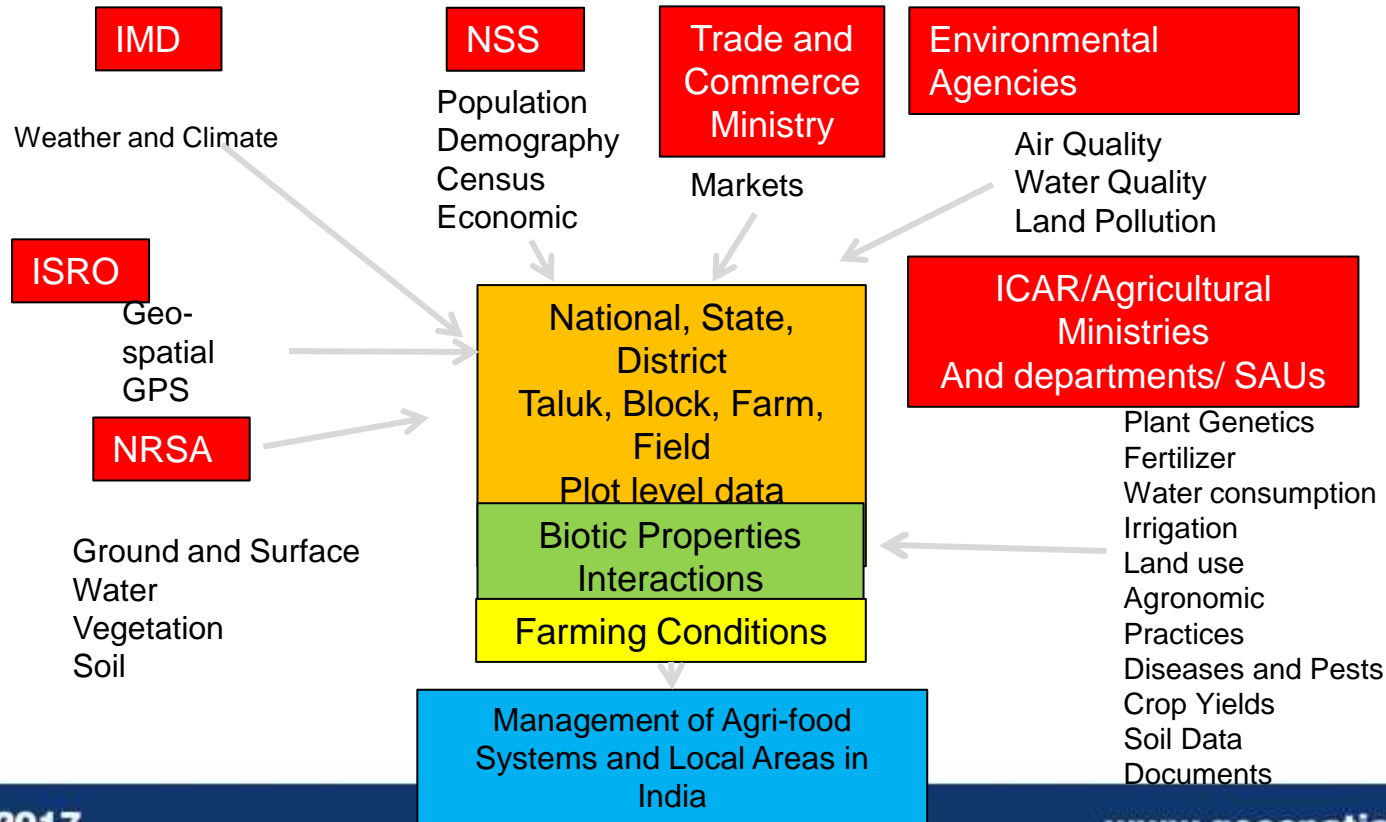 IMD
Weather and Climate
NSS
Population
Demography
Census
Economic
Trade and
Commerce
Ministry
Markets
Environmental
Agencies
Air Quality
Water Quality
Land Pollution
ISRO
Geo-
spatial
GPS
NRSA
Ground and Surface
Water
Vegetation
Soil
National, State,
District
Taluk, Block, Farm,
Field
Plot level data
Biotic Properties
Interactions
Farming Conditions
Management of Agri-food
Systems and Local Areas in
India
ICAR/Agricultural
Ministries
And departments/ SAUs
Plant Genetics
Fertilizer
Water consumption
Irrigation
Land use
Agronomic
Practices
Diseases and Pests
Crop Yields
Soil Data
Documents